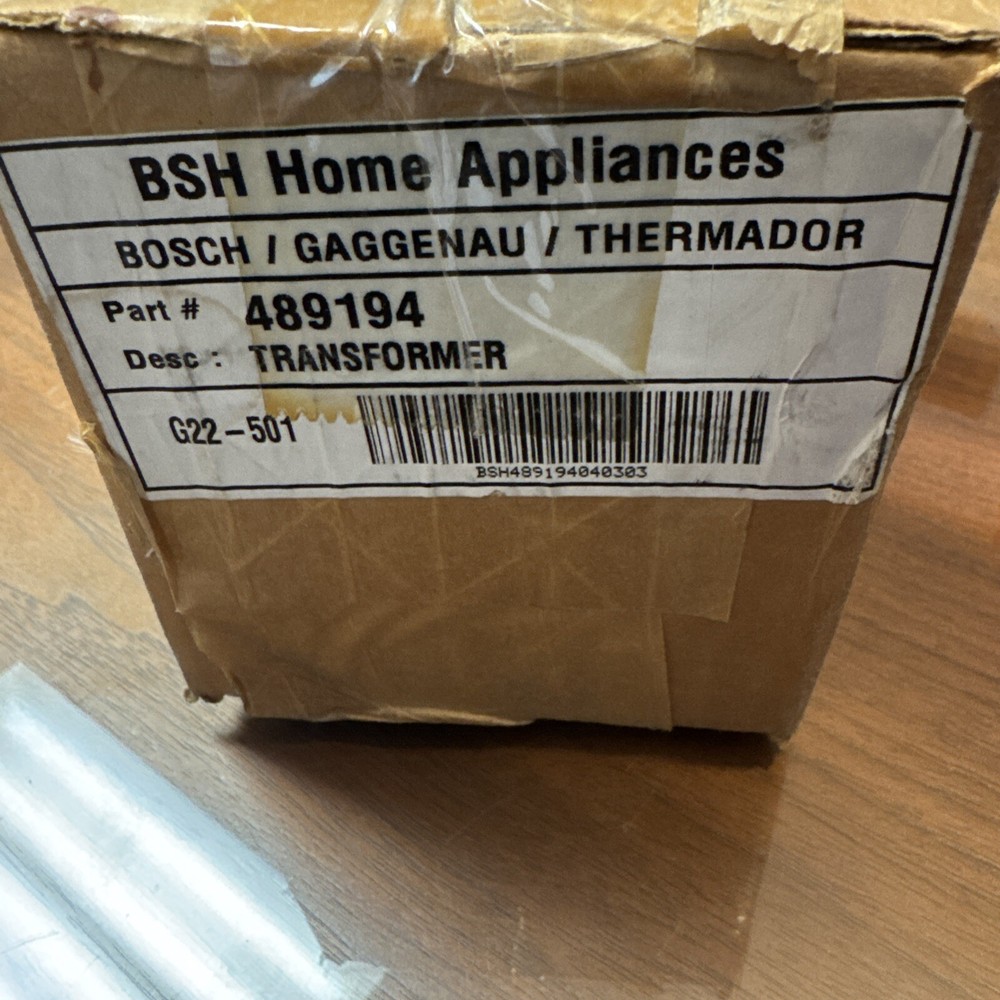 BSH Home Appliances
BOSCH / GAGGENAU / THERMADOR
Part # 489194
Desc : TRANSFORMER
G22-501
BSH489194040303